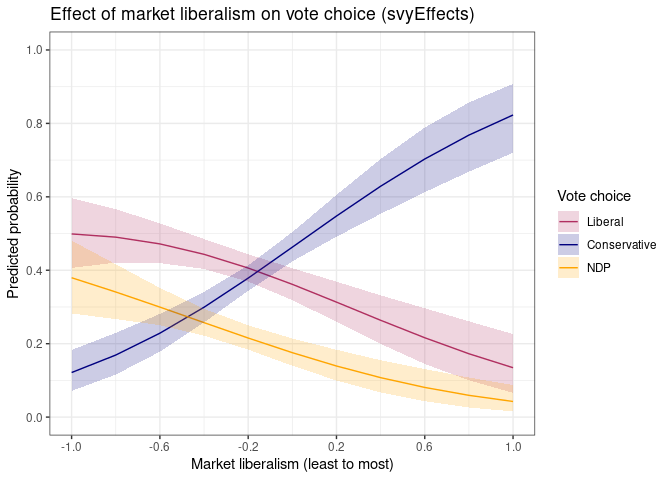 Effect of market liberalism on vote choice (svyEffects)
1.0
0.8
0.6
0.4
0.2
0.0
Predicted probability
-1.0 -0.6 -0.2 0.2 0.6 1.0
Market liberalism (least to most)
Vote choice
Liberal
Conservative
NDP